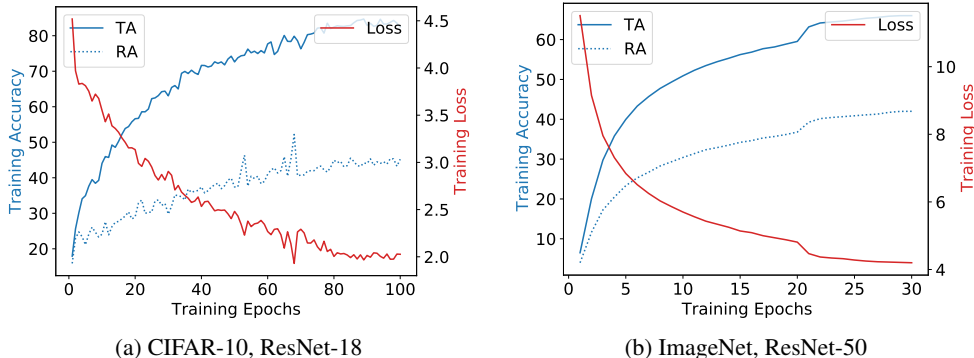 TA
RA
Loss
80
70
60
50
40
30
20
4.5
4.0
3.5
3.0
2.5
2.0
0
20
40
60
80
100
Training Accuracy
Training Loss
Training Epochs
(a) CIFAR-10, ResNet-18
TA
RA
Loss
60
50
40
30
20
10
10
8
6
4
0
5
10
15
20
25
30
Training Accuracy
Training Loss
Training Epochs
(b) ImageNet, ResNet-50